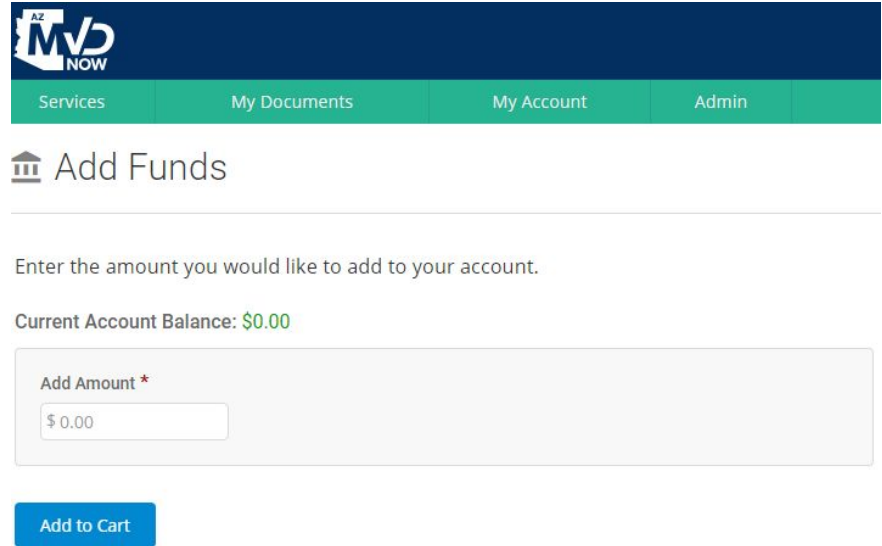 AZ
MVD
NOW
Services My Documents My Account Admin
Add Funds
Enter the amount you would like to add to your account.
Current Account Balance: $0.00
Add Amount *
$ 0.00
Add to Cart